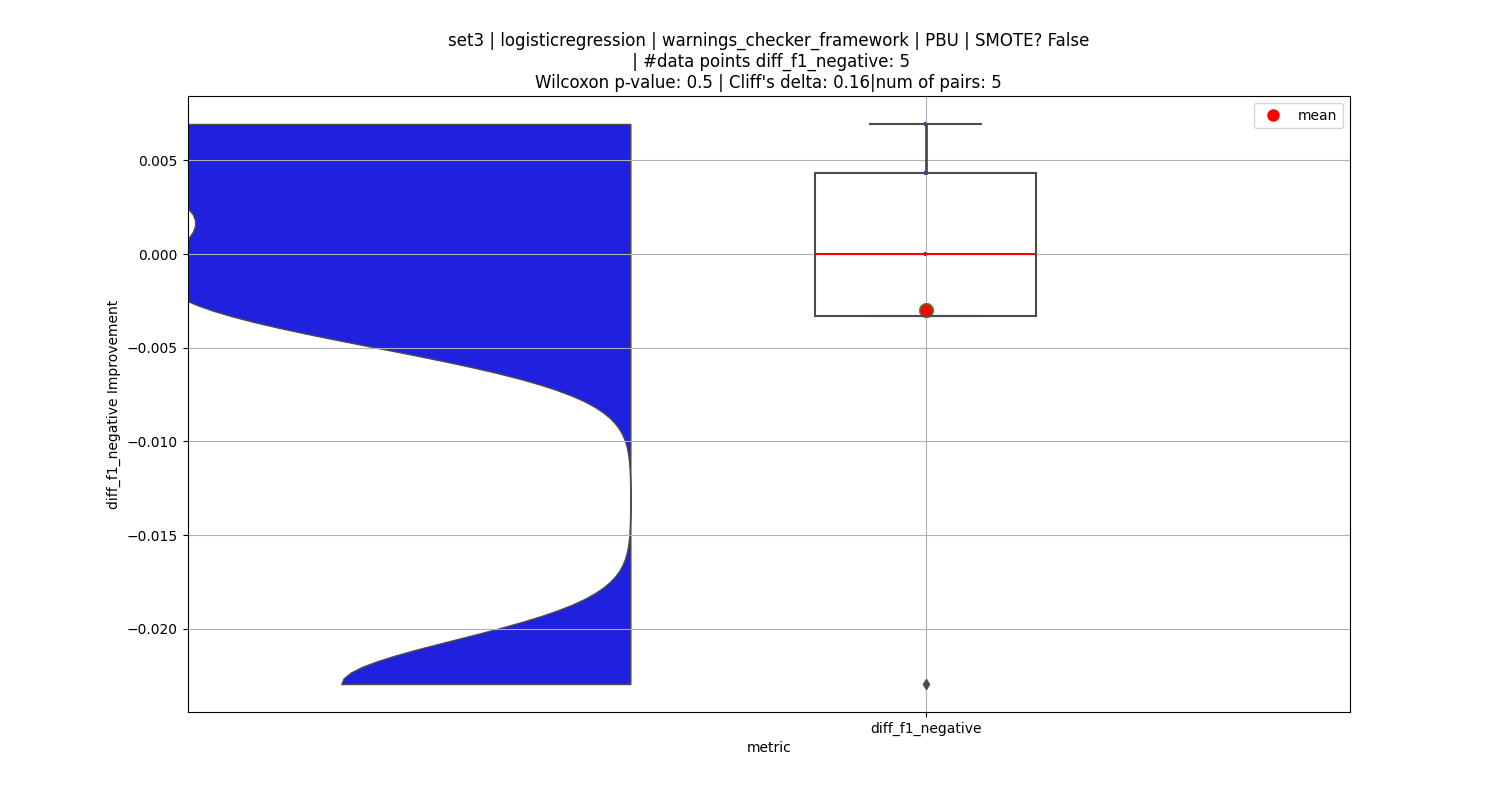 set3 | logisticregression | warnings_checker_framework | PBU | SMOTE? False
| #data points diff_f1_negative: 5
Wilcoxon p-value: 0.5 | Cliff's delta: 0.16|num of pairs: 5
mean
0.005
0.000
−0.005
−0.010
−0.015
−0.020
diff_f1_negative Improvement
diff_f1_negative
metric